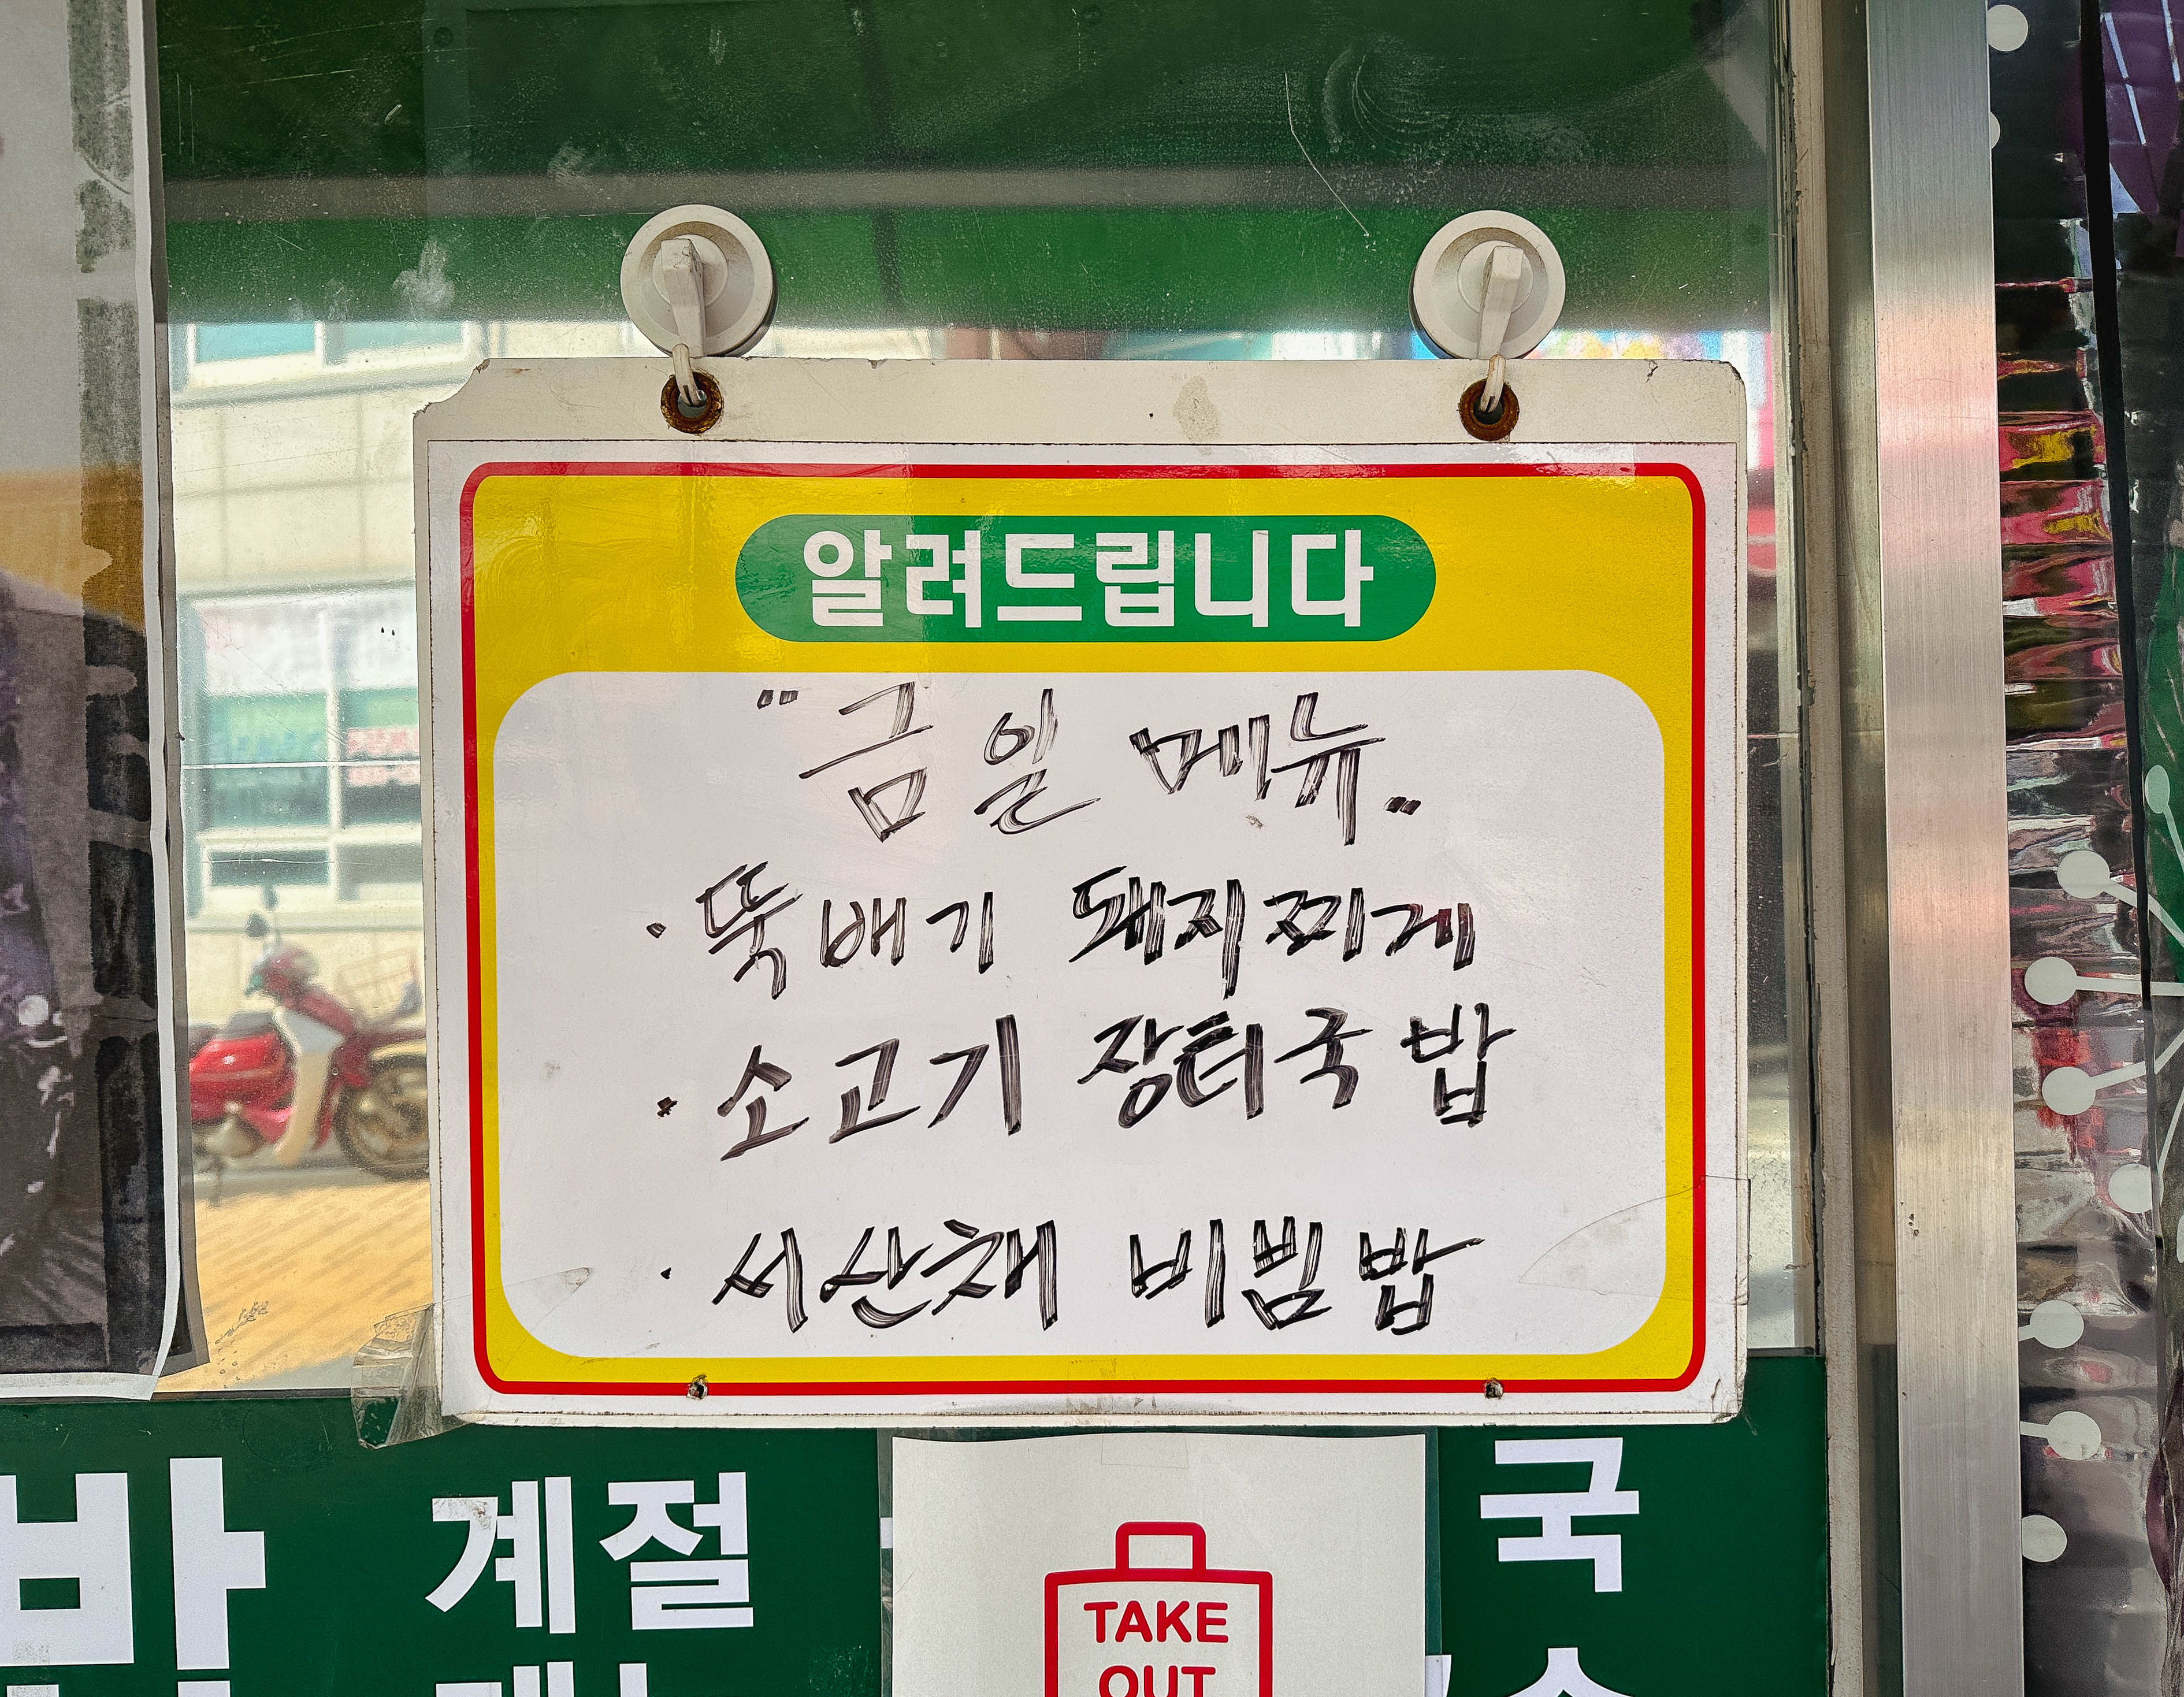 알려드립니다
"금일 메뉴"
· 뚝배기 돼지찌게
· 소고기 장터국밥
· 서산채 비빔밥
계절
국
TAKE
OUT